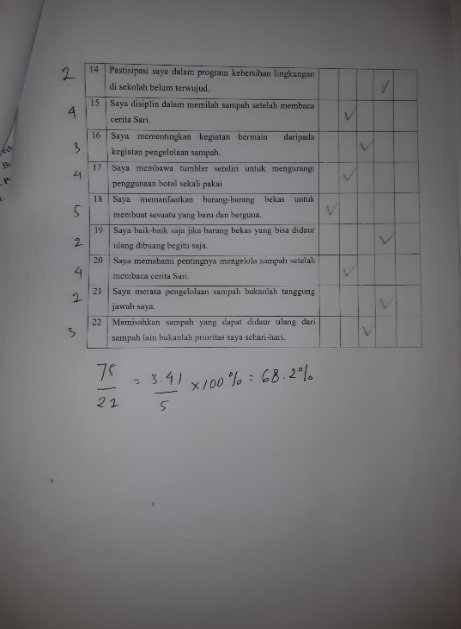 2 14 Pastisipasi saya dalam program kebersihan lingkungan
di sekolah belum terwujud.
4 15 Saya disiplin dalam memilah sampah setelah membaca
cerita Sari.
3 16 Saya mementingkan kegiatan bermain daripada
kegiatan pengelolaan sampah.
4 17 Saya membawa tumbler sendiri untuk mengurangi
penggunaan botol sekali pakai
5 18 Saya memanfaatkan barang-barang bekas untuk
membuat sesuatu yang baru dan berguna.
2 19 Saya baik-baik saja jika barang bekas yang bisa didaur
ulang dibuang begitu saja.
4 20 Saya memahami pentingnya mengelola sampah setelah
membaca cerita Sari.
2 21 Saya merasa pengelolaan sampah bukanlah tanggung
jawab saya.
3 22 Memisahkan sampah yang dapat didaur ulang dari
sampah lain bukanlah prioritas saya sehari-hari.
75 = 3.41 × 100% = 68.2%
22 5